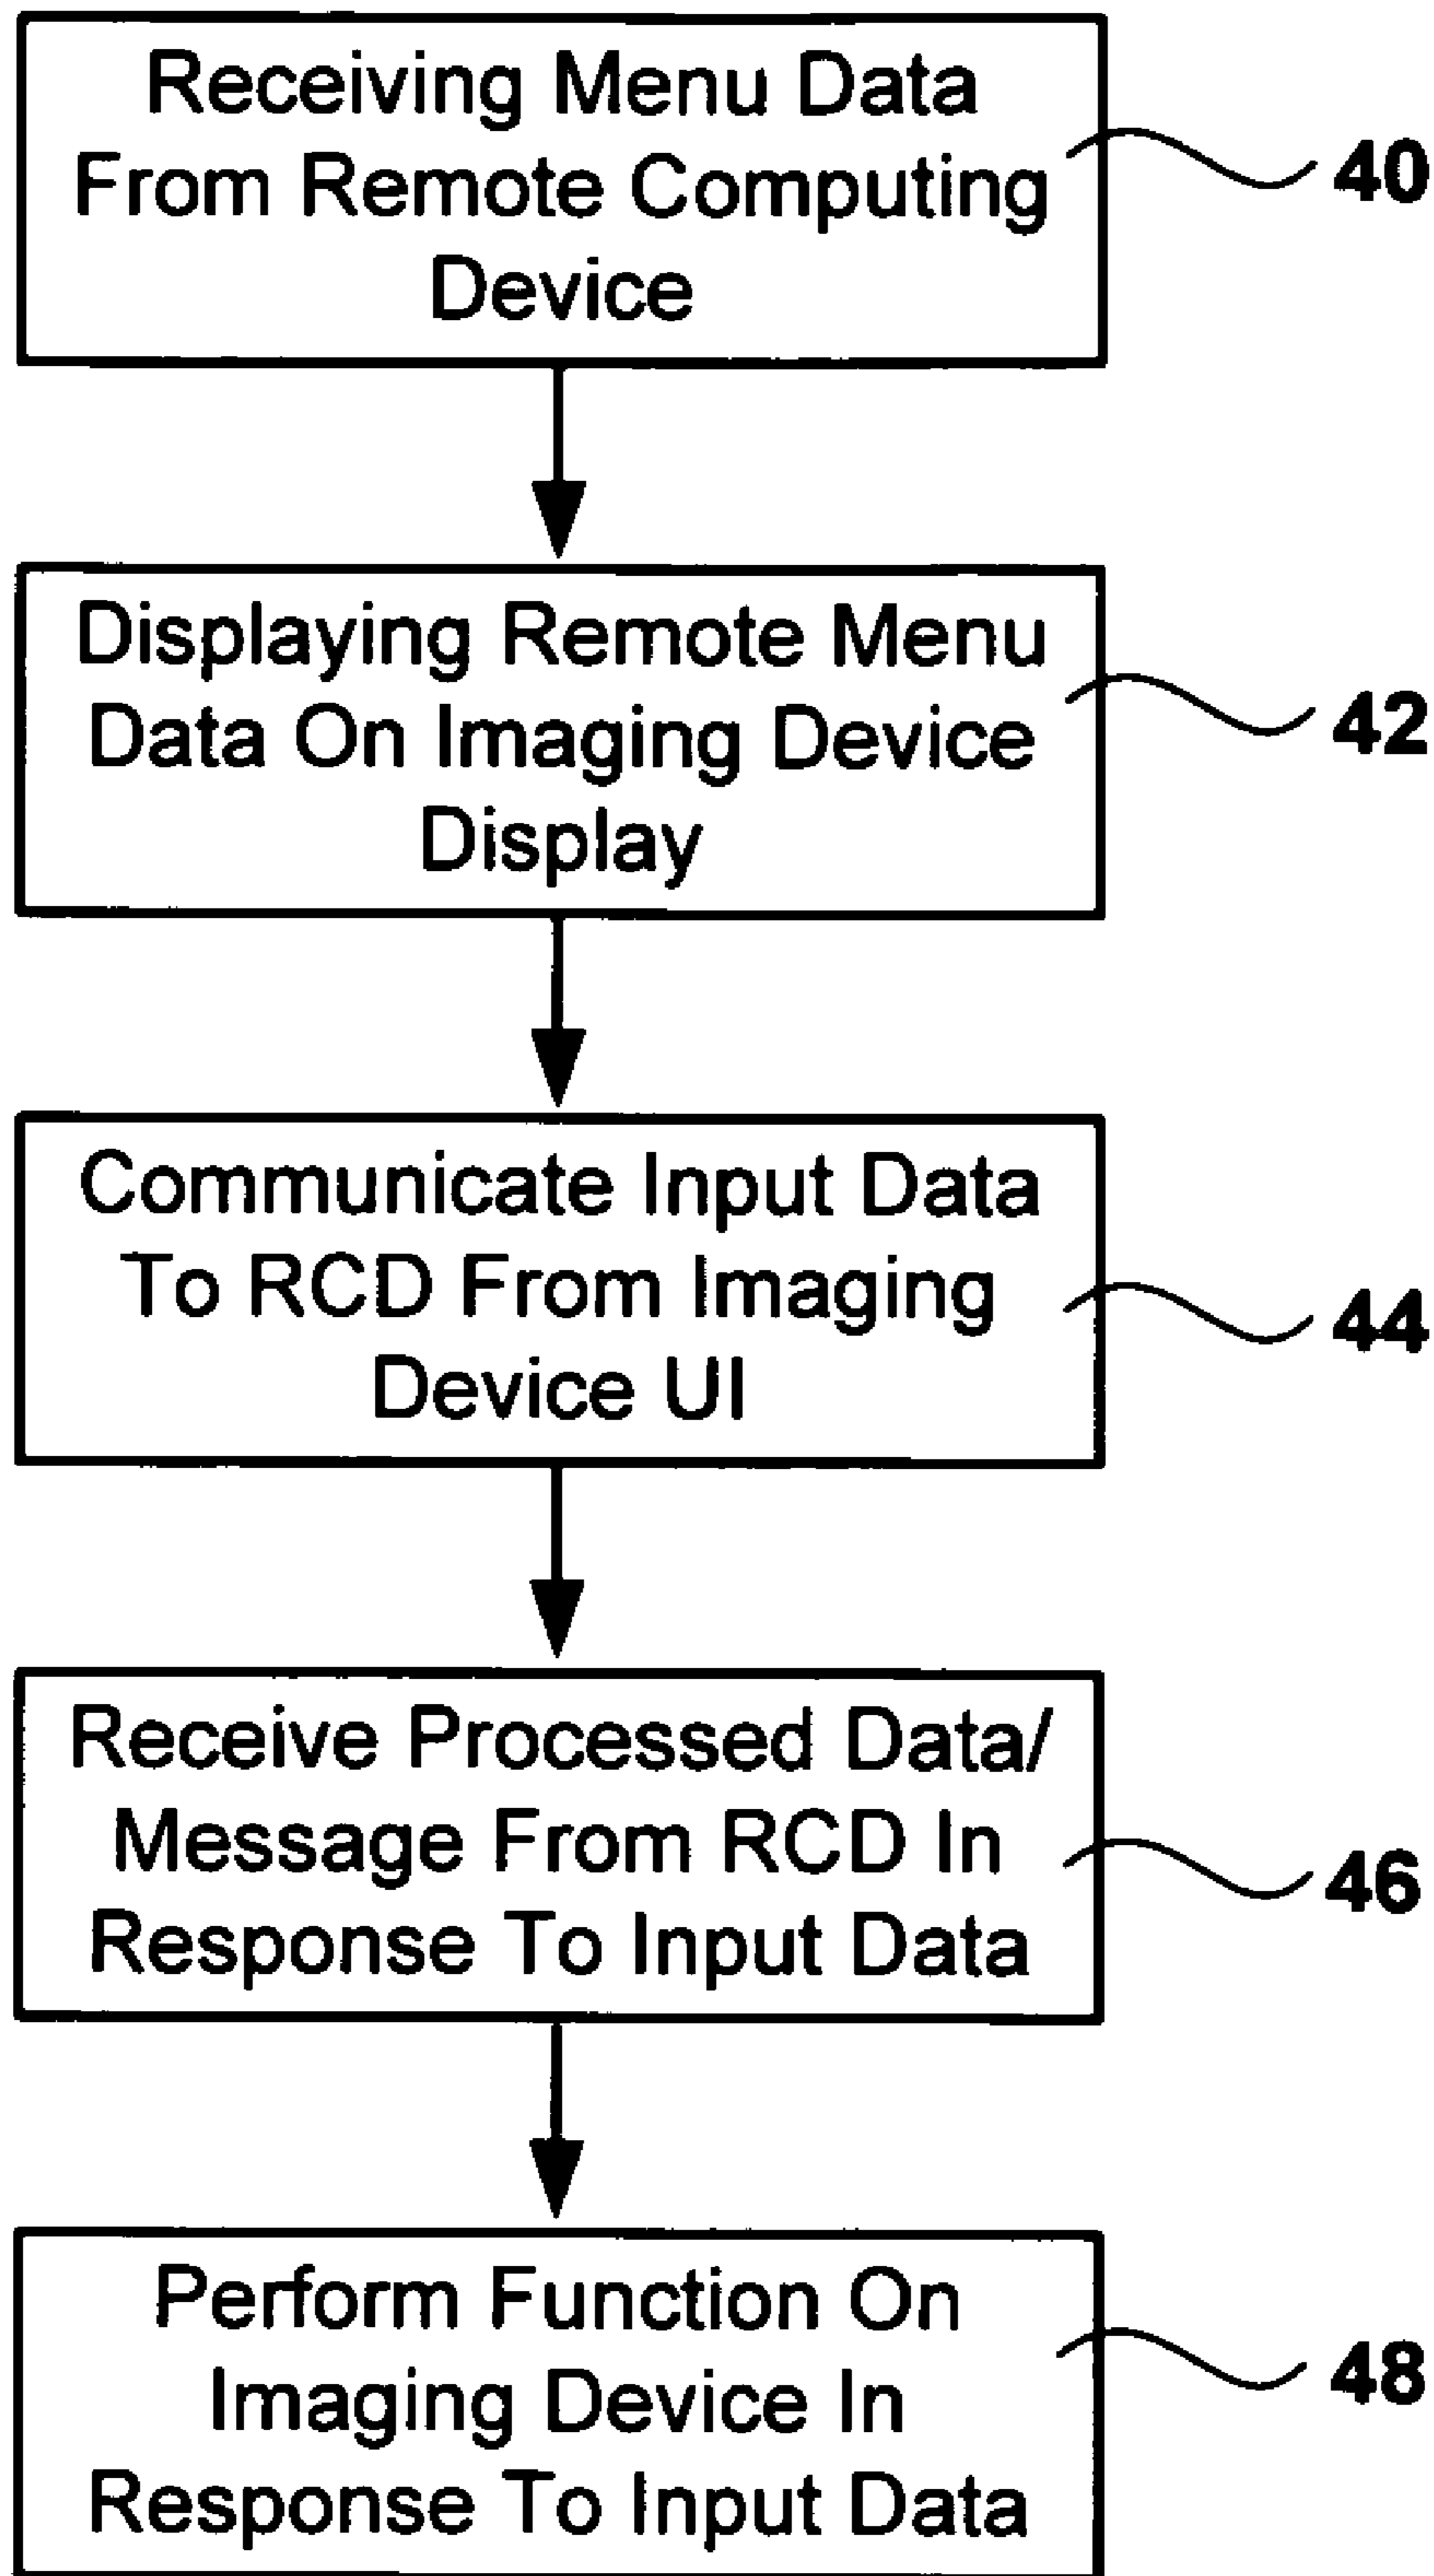 Receiving Menu Data
From Remote Computing
Device
40
Displaying Remote Menu
Data On Imaging Device
Display
42
Communicate Input Data
To RCD From Imaging
Device UI
44
Receive Processed Data/
Message From RCD In
Response To Input Data
46
Perform Function On
Imaging Device In
Response To Input Data
48